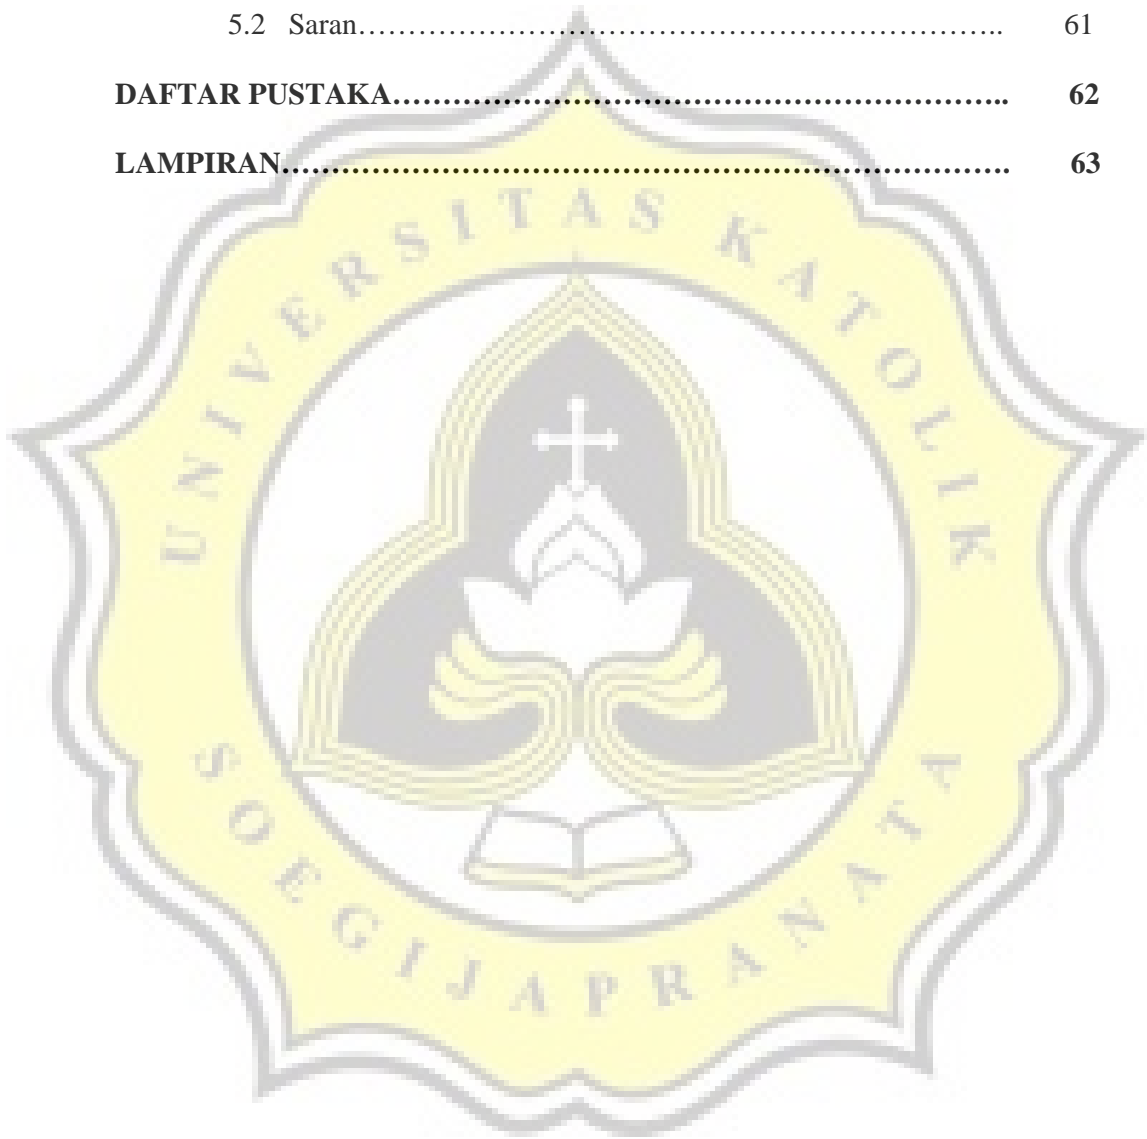 5.2 Saran………………………………………………………….. 61
DAFTAR PUSTAKA…………………………………………………….. 62
LAMPIRAN………………………………………………………………. 63
UNIVERSITAS KATOLIK
SOEGIJAPRANATA